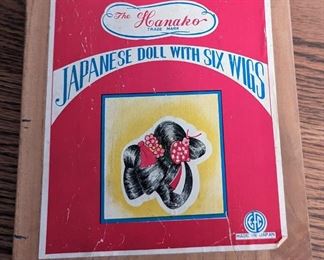 The Hanako
TRADE MARK
JAPANESE DOLL WITH SIX WIGS
MADE IN JAPAN